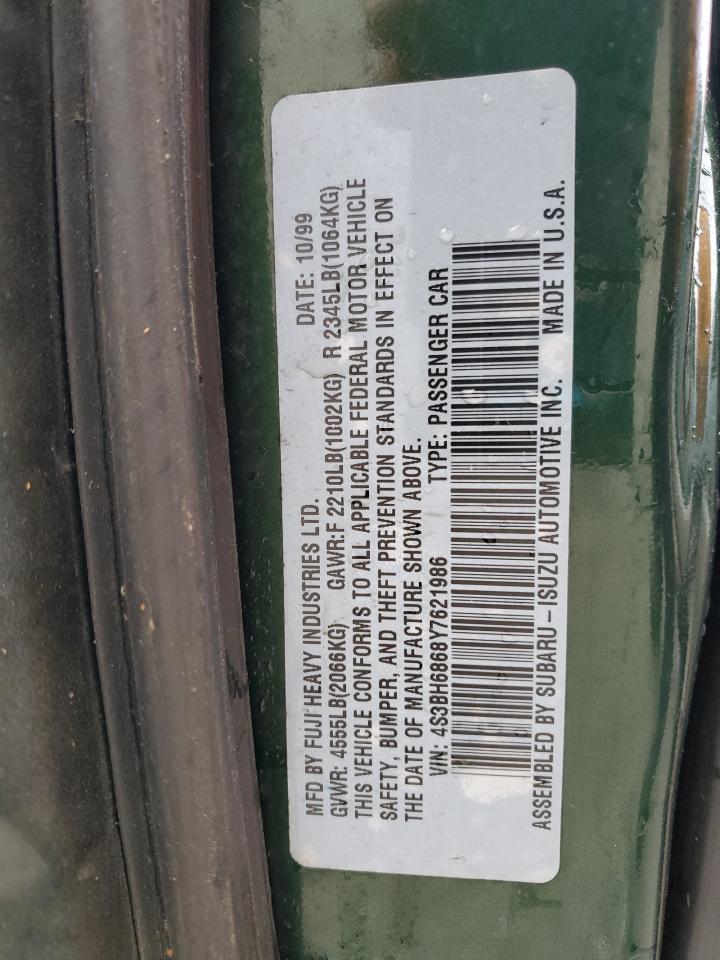 MFD BY FUJI HEAVY INDUSTRIES LTD. DATE: 10/99
GVWR: 4555LB(2066KG) GAWR:F 2210LB(1002KG) R 2345LB(1064KG)
THIS VEHICLE CONFORMS TO ALL APPLICABLE FEDERAL MOTOR VEHICLE
SAFETY, BUMPER, AND THEFT PREVENTION STANDARDS IN EFFECT ON
THE DATE OF MANUFACTURE SHOWN ABOVE.
VIN: 4S3BH6868Y7621986 TYPE: PASSENGER CAR
ASSEMBLED BY SUBARU-ISUZU AUTOMOTIVE INC. MADE IN U.S.A.